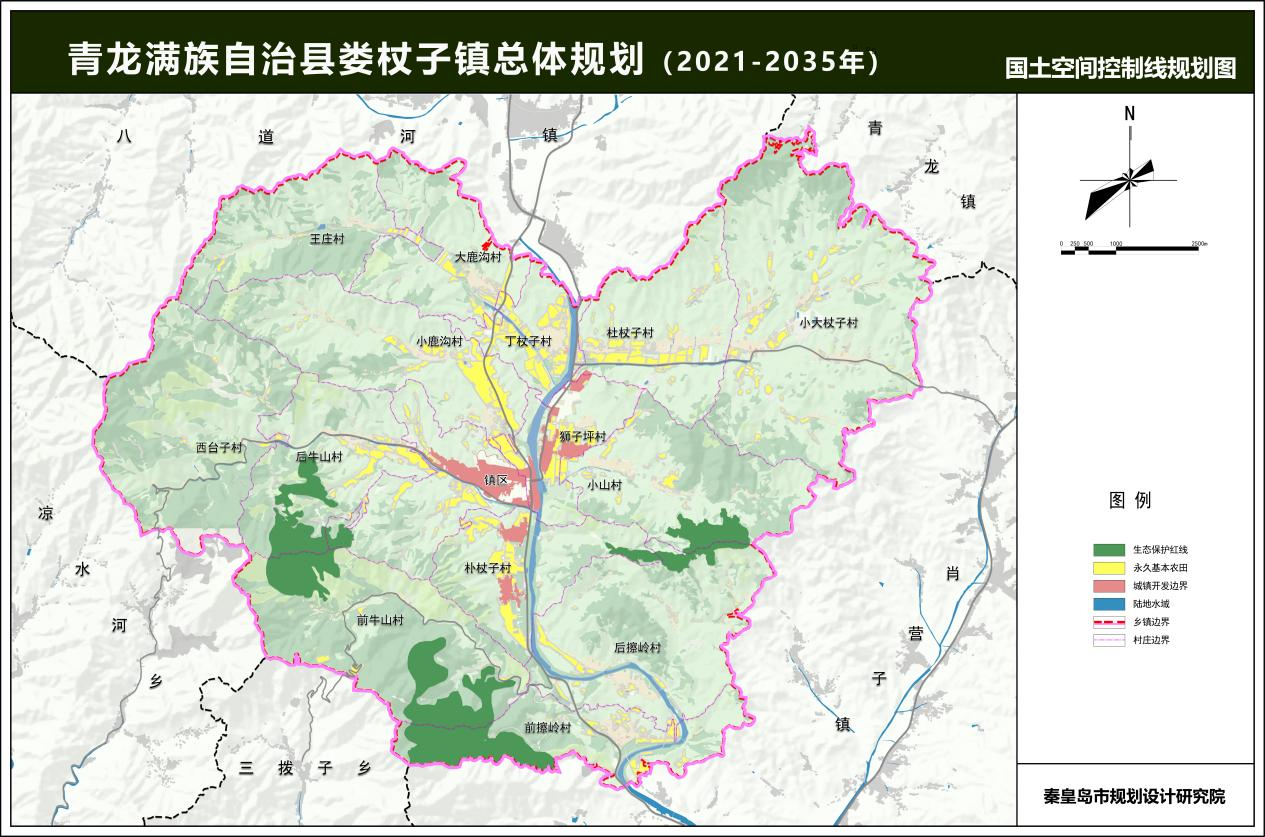 青龙满族自治县娄杖子镇总体规划（2021-2035年）
国土空间控制线规划图
八道河镇
青龙镇
N
0 250 500 1000 2500m
王庄村
大鹿沟村
小鹿沟村
丁杖子村
杜杖子村
小大杖子村
西台子村
后牛山村
狮子坪村
镇区
小山村
朴杖子村
前牛山村
后擦岭村
前擦岭村
凉水河乡
三拨子乡
肖营子镇
图例
生态保护红线
永久基本农田
城镇开发边界
陆地水域
乡镇边界
村庄边界
秦皇岛市规划设计研究院